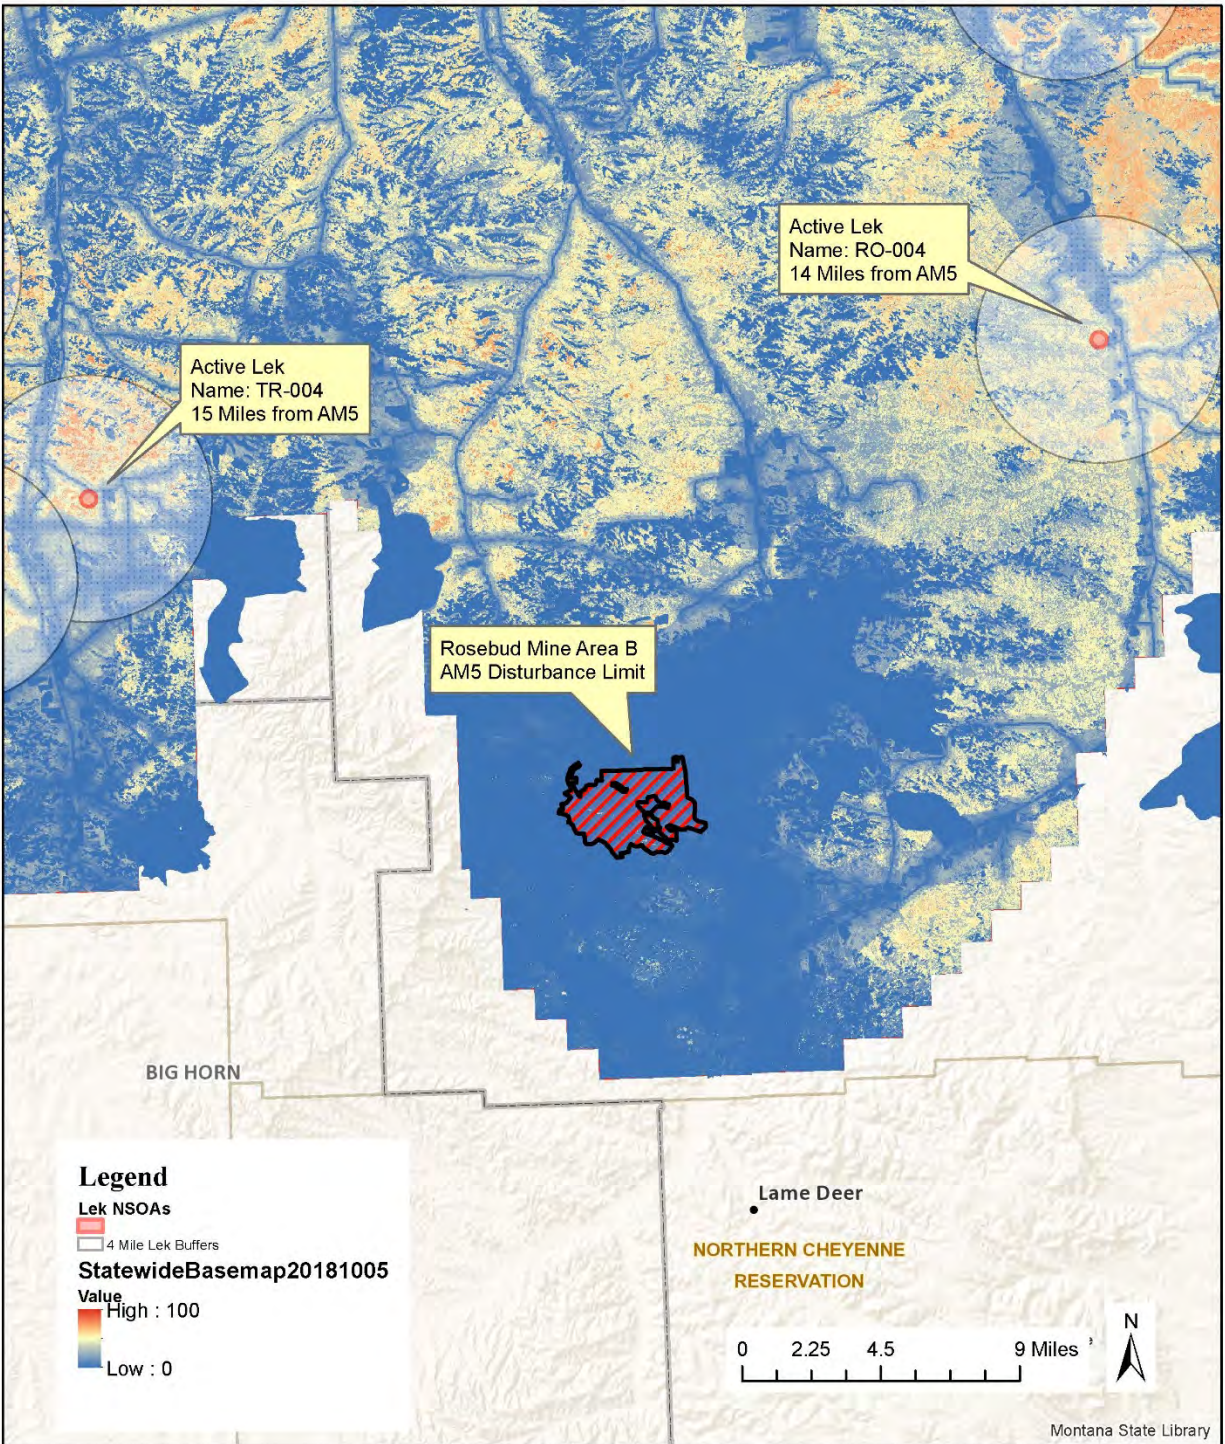 Active Lek
Name: RO-004
14 Miles from AM5
Active Lek
Name: TR-004
15 Miles from AM5
Rosebud Mine Area B
AM5 Disturbance Limit
BIG HORN
Legend
Lek NSOAs
4 Mile Lek Buffers
StatewideBasemap20181005
Value
High : 100
Low : 0
Lame Deer
NORTHERN CHEYENNE
RESERVATION
0 2.25 4.5 9 Miles
N
Montana State Library